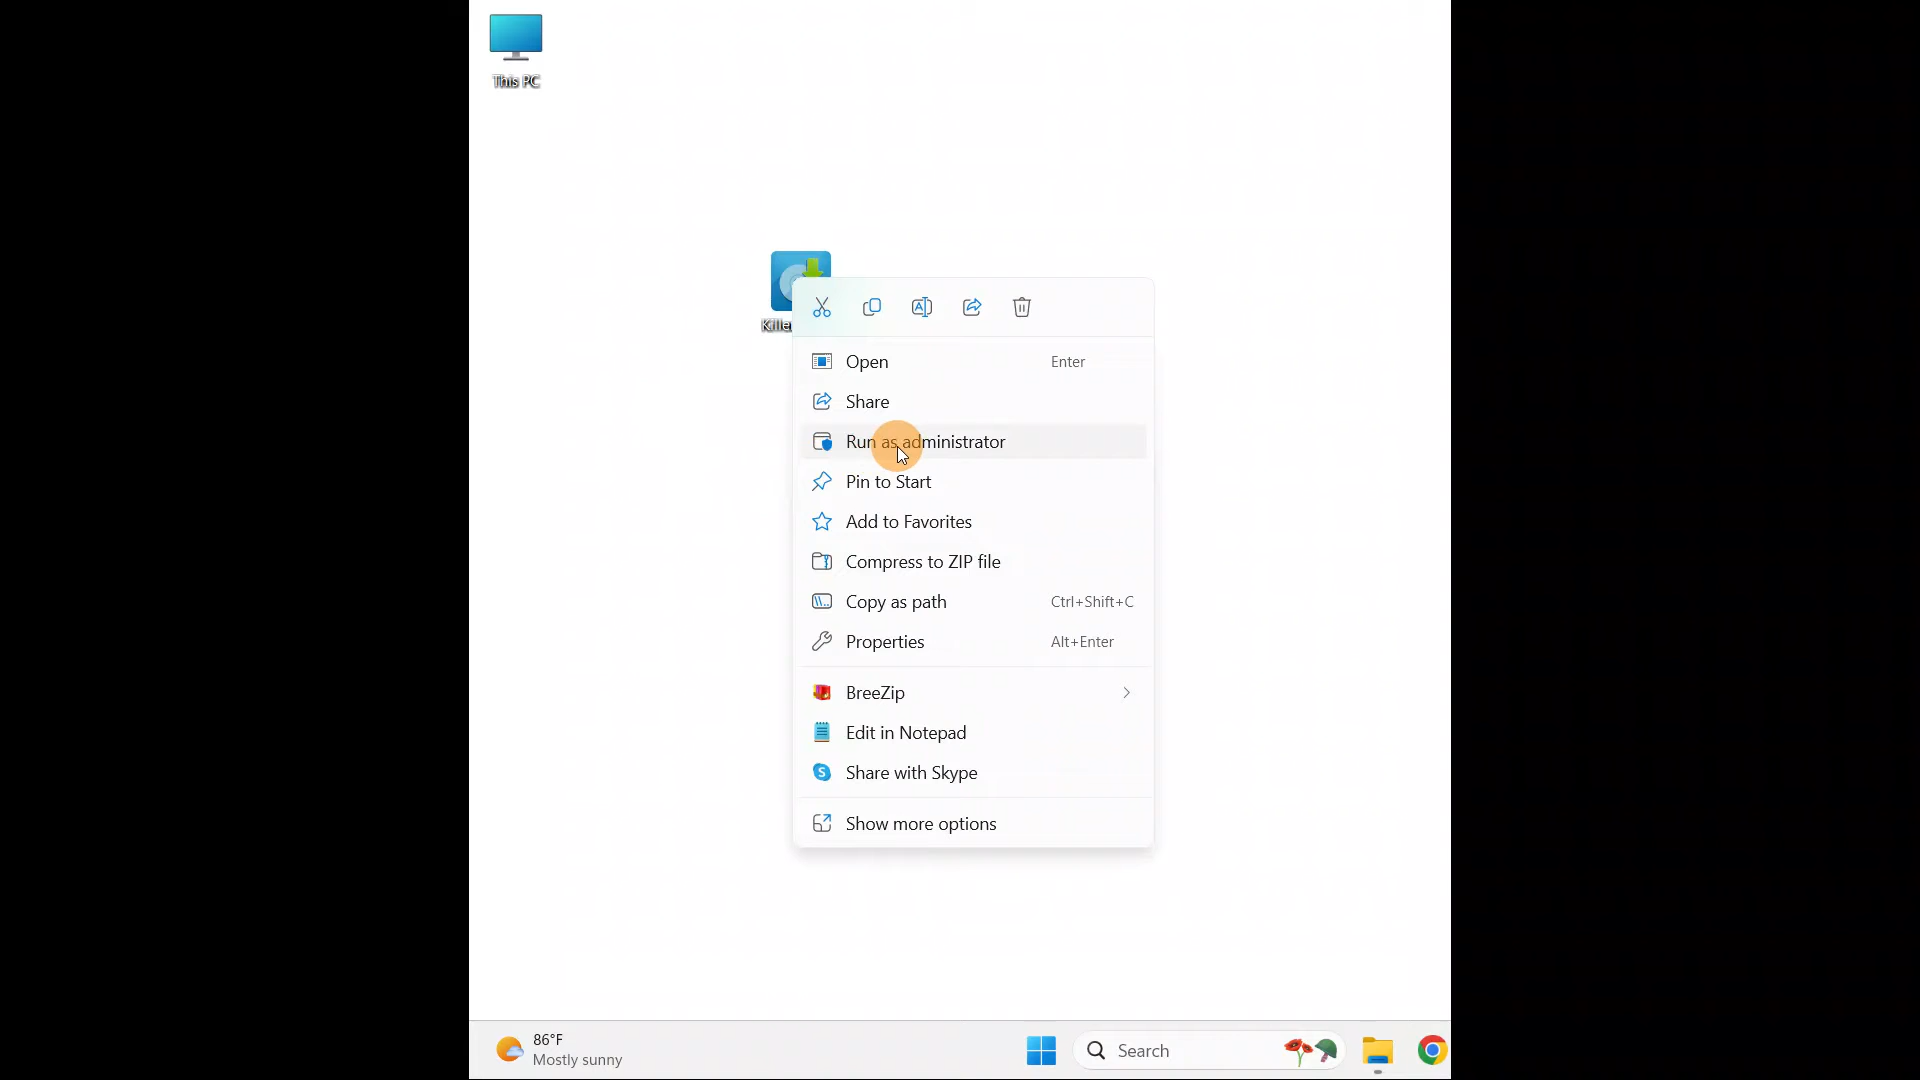 This PC
Open Enter
Share
Run as administrator
Pin to Start
Add to Favorites
Compress to ZIP file
Copy as path Ctrl+Shift+C
Properties Alt+Enter
BreeZip
Edit in Notepad
Share with Skype
Show more options
86°F
Mostly sunny
Search